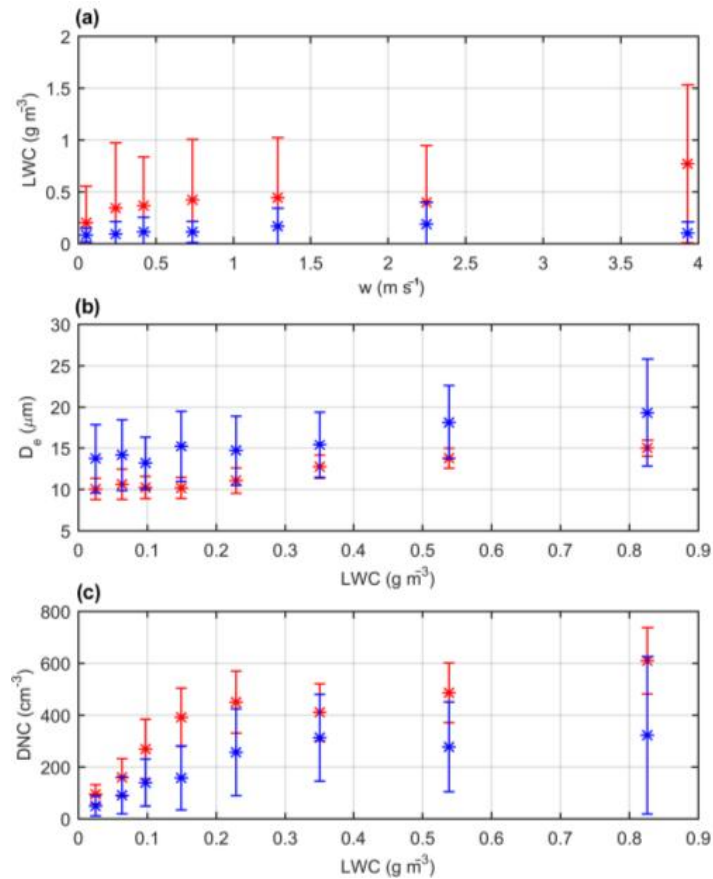 (a)
2
1.5
1
0.5
0
LWC (g m⁻³)
0 0.5 1 1.5 2 2.5 3 3.5 4
w (m s⁻¹)
(b)
30
25
20
15
10
5
Dₑ (μm)
0 0.1 0.2 0.3 0.4 0.5 0.6 0.7 0.8 0.9
LWC (g m⁻³)
(c)
800
600
400
200
0
DNC (cm⁻³)
0 0.1 0.2 0.3 0.4 0.5 0.6 0.7 0.8 0.9
LWC (g m⁻³)